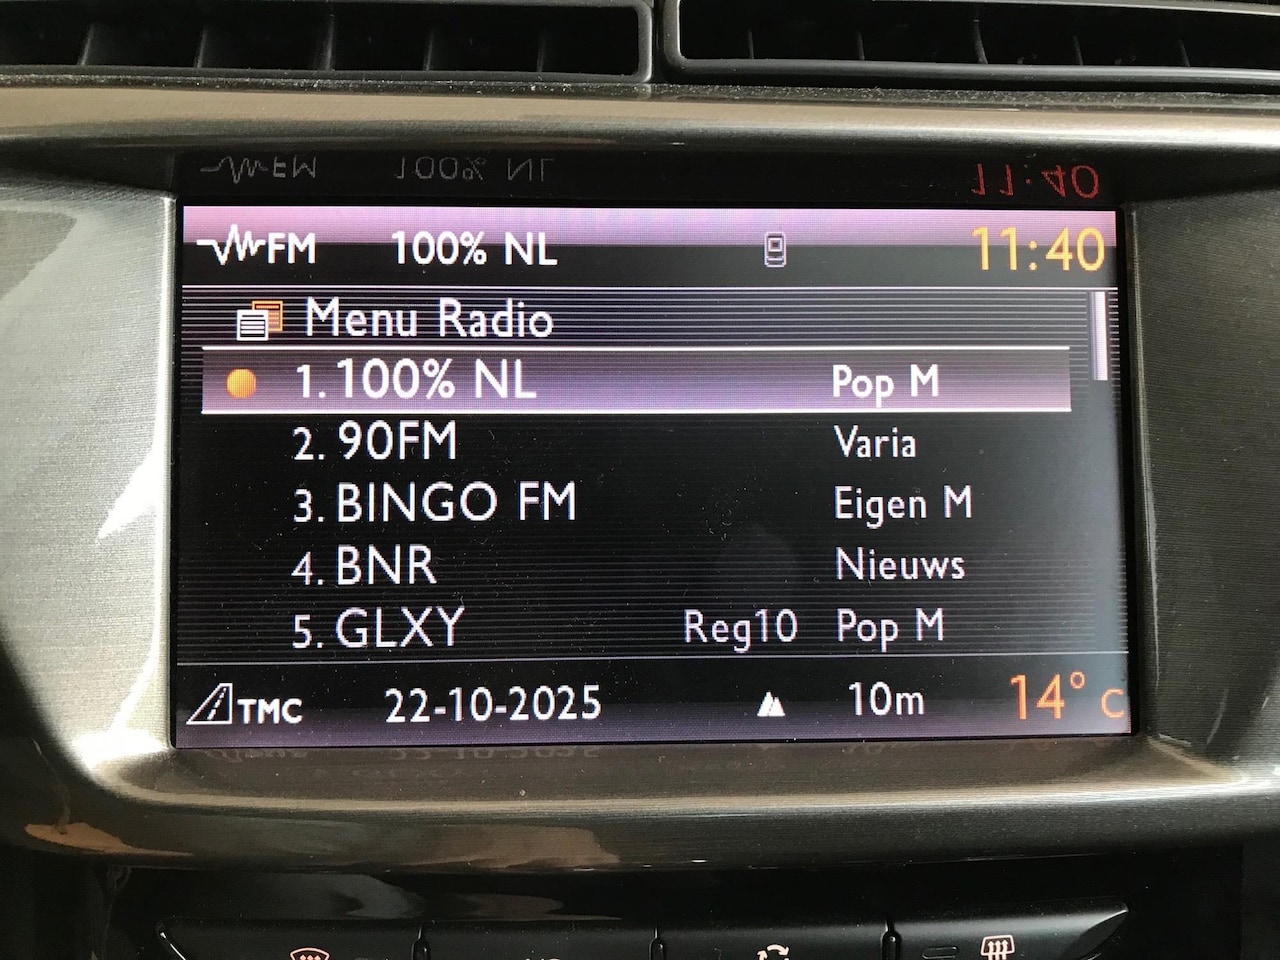 FM 100% NL 11:40
Menu Radio
1. 100% NL Pop M
2. 90FM Varia
3. BINGO FM Eigen M
4. BNR Nieuws
5. GLXY Reg10 Pop M
TMC 22-10-2025 10m 14° C